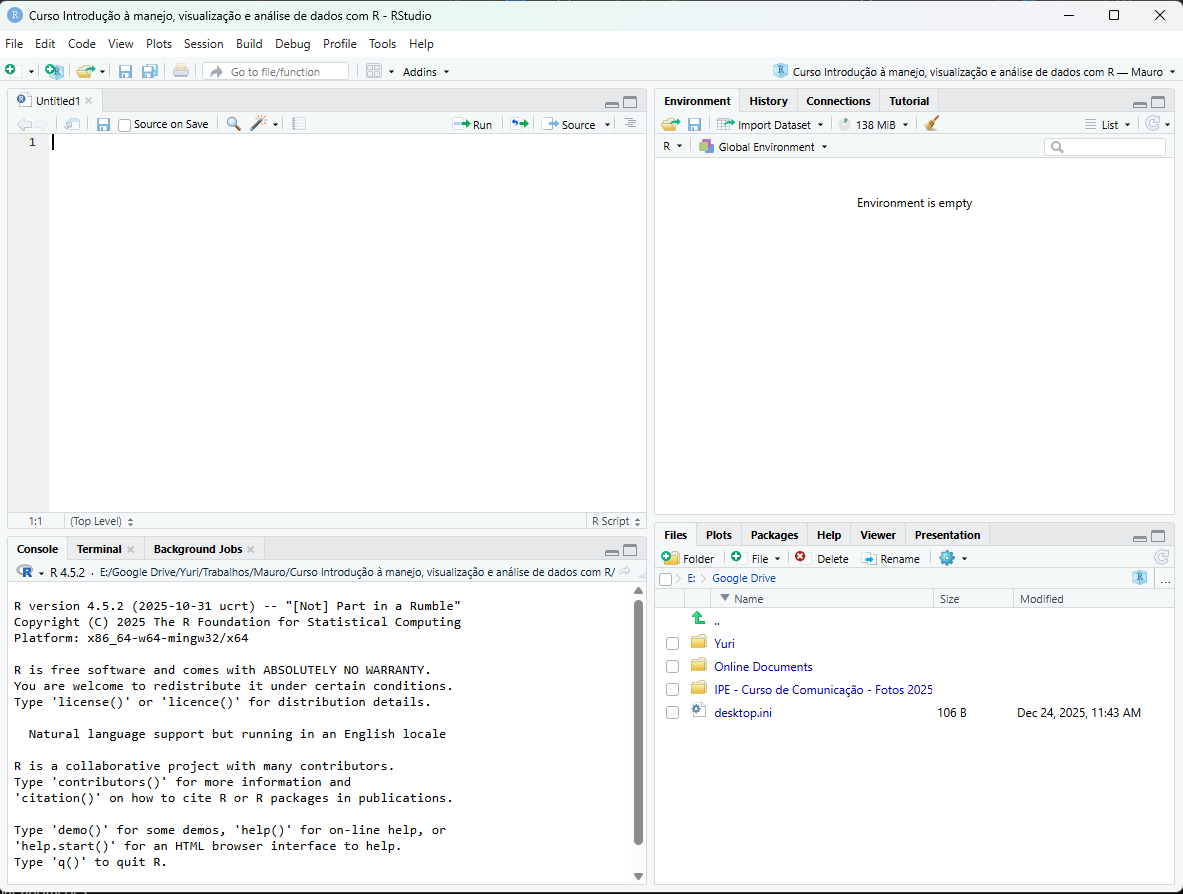 Curso Introdução à manejo, visualização e análise de dados com R - RStudio
File Edit Code View Plots Session Build Debug Profile Tools Help
Go to file/function Addins Curso Introdução à manejo, visualização e análise de dados com R — Mauro
Untitled1
Source on Save Run Source
1
1:1 (Top Level) R Script
Console Terminal Background Jobs
R 4.5.2 · E:/Google Drive/Yuri/Trabalhos/Mauro/Curso Introdução à manejo, visualização e análise de dados com R/
R version 4.5.2 (2025-10-31 ucrt) -- "[Not] Part in a Rumble"
Copyright (C) 2025 The R Foundation for Statistical Computing
Platform: x86_64-w64-mingw32/x64
R is free software and comes with ABSOLUTELY NO WARRANTY.
You are welcome to redistribute it under certain conditions.
Type 'license()' or 'licence()' for distribution details.
Natural language support but running in an English locale
R is a collaborative project with many contributors.
Type 'contributors()' for more information and
'citation()' on how to cite R or R packages in publications.
Type 'demo()' for some demos, 'help()' for on-line help, or
'help.start()' for an HTML browser interface to help.
Type 'q()' to quit R.
Environment History Connections Tutorial
Import Dataset 138 MiB List
R Global Environment
Environment is empty
Files Plots Packages Help Viewer Presentation
Folder File Delete Rename
E: Google Drive ...
Name Size Modified
..
Yuri
Online Documents
IPE - Curso de Comunicação - Fotos 2025
desktop.ini 106 B Dec 24, 2025, 11:43 AM